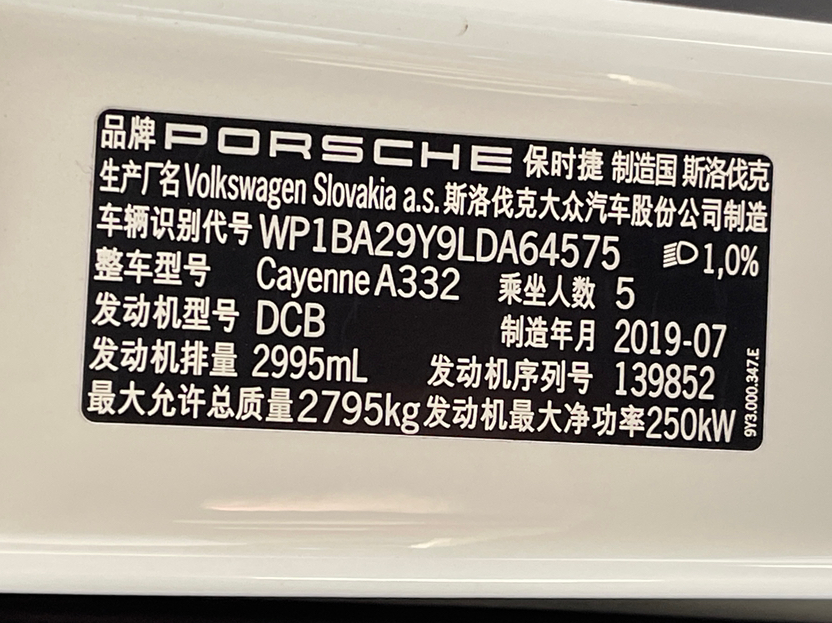 品牌 PORSCHE 保时捷 制造国 斯洛伐克
生产厂名 Volkswagen Slovakia a.s. 斯洛伐克大众汽车股份公司制造
车辆识别代号 WP1BA29Y9LDA64575 1,0%
整车型号 Cayenne A332 乘坐人数 5
发动机型号 DCB 制造年月 2019-07
发动机排量 2995mL 发动机序列号 139852
最大允许总质量 2795kg 发动机最大净功率 250kW
9Y3.000.347.E